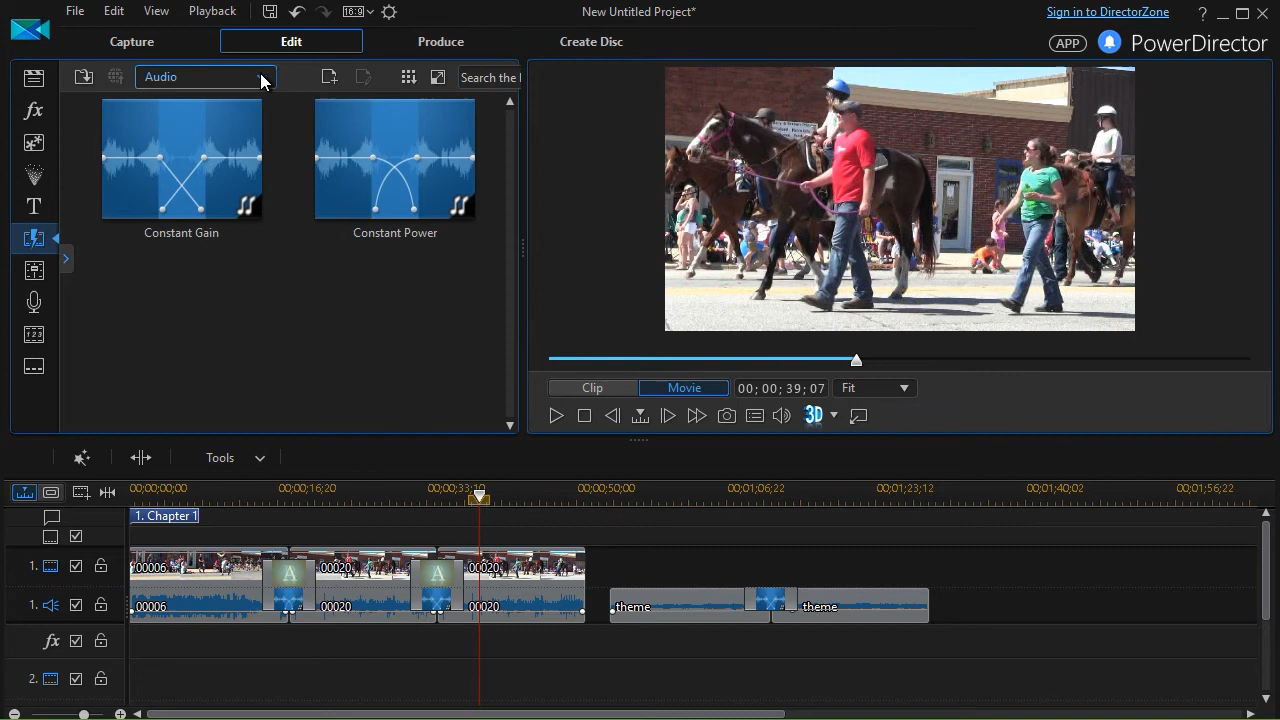 File Edit View Playback 16:9 New Untitled Project* Sign in to DirectorZone ?
Capture Edit Produce Create Disc APP PowerDirector
Audio Search the l
fx
T
Constant Gain Constant Power
Clip Movie 00; 00; 39; 07 Fit
3D
Tools
00;00;00;00 00;00;16;20 00;00;33;10 00;00;50;00 00;01;06;22 00;01;23;12 00;01;40;02 00;01;56;22
1. Chapter 1
1. 00006 A 00020 A 00020
1. 00006 00020 00020 theme theme
fx
2.